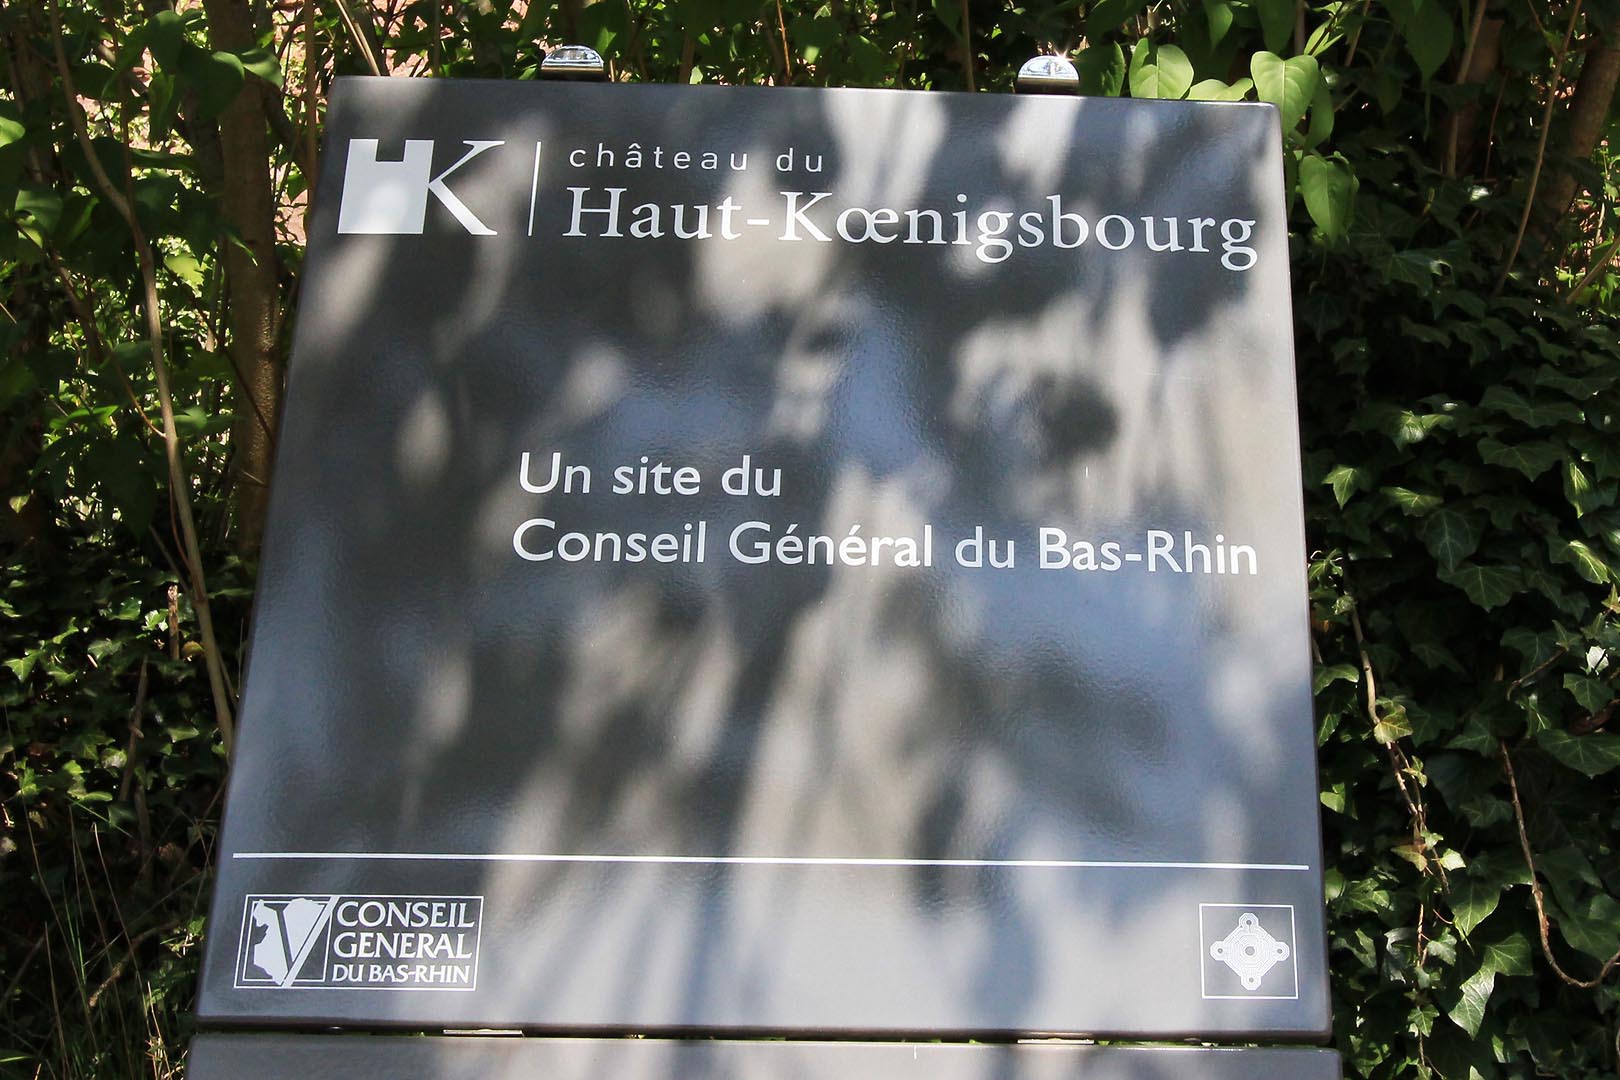 HK
château du
Haut-Kœnigsbourg
Un site du
Conseil Général du Bas-Rhin
CONSEIL
GENERAL
DU BAS-RHIN